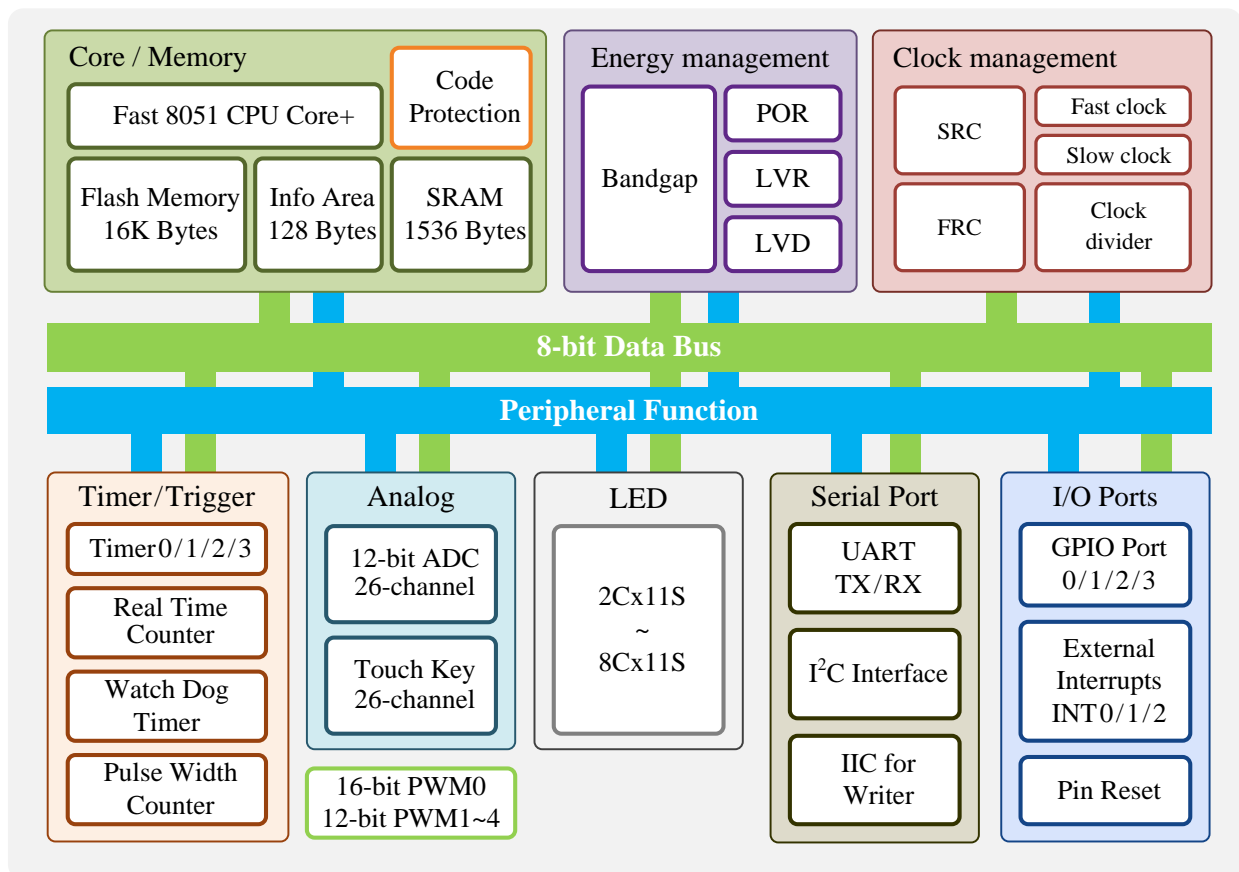 Core / Memory
Fast 8051 CPU Core+
Code
Protection
Flash Memory
16K Bytes
Info Area
128 Bytes
SRAM
1536 Bytes
Energy management
Bandgap
POR
LVR
LVD
Clock management
SRC
FRC
Fast clock
Slow clock
Clock
divider
8-bit Data Bus
Peripheral Function
Timer/Trigger
Timer0/1/2/3
Real Time
Counter
Watch Dog
Timer
Pulse Width
Counter
Analog
12-bit ADC
26-channel
Touch Key
26-channel
16-bit PWM0
12-bit PWM1~4
LED
2Cx11S
~
8Cx11S
Serial Port
UART
TX/RX
I²C Interface
IIC for
Writer
I/O Ports
GPIO Port
0/1/2/3
External
Interrupts
INT0/1/2
Pin Reset